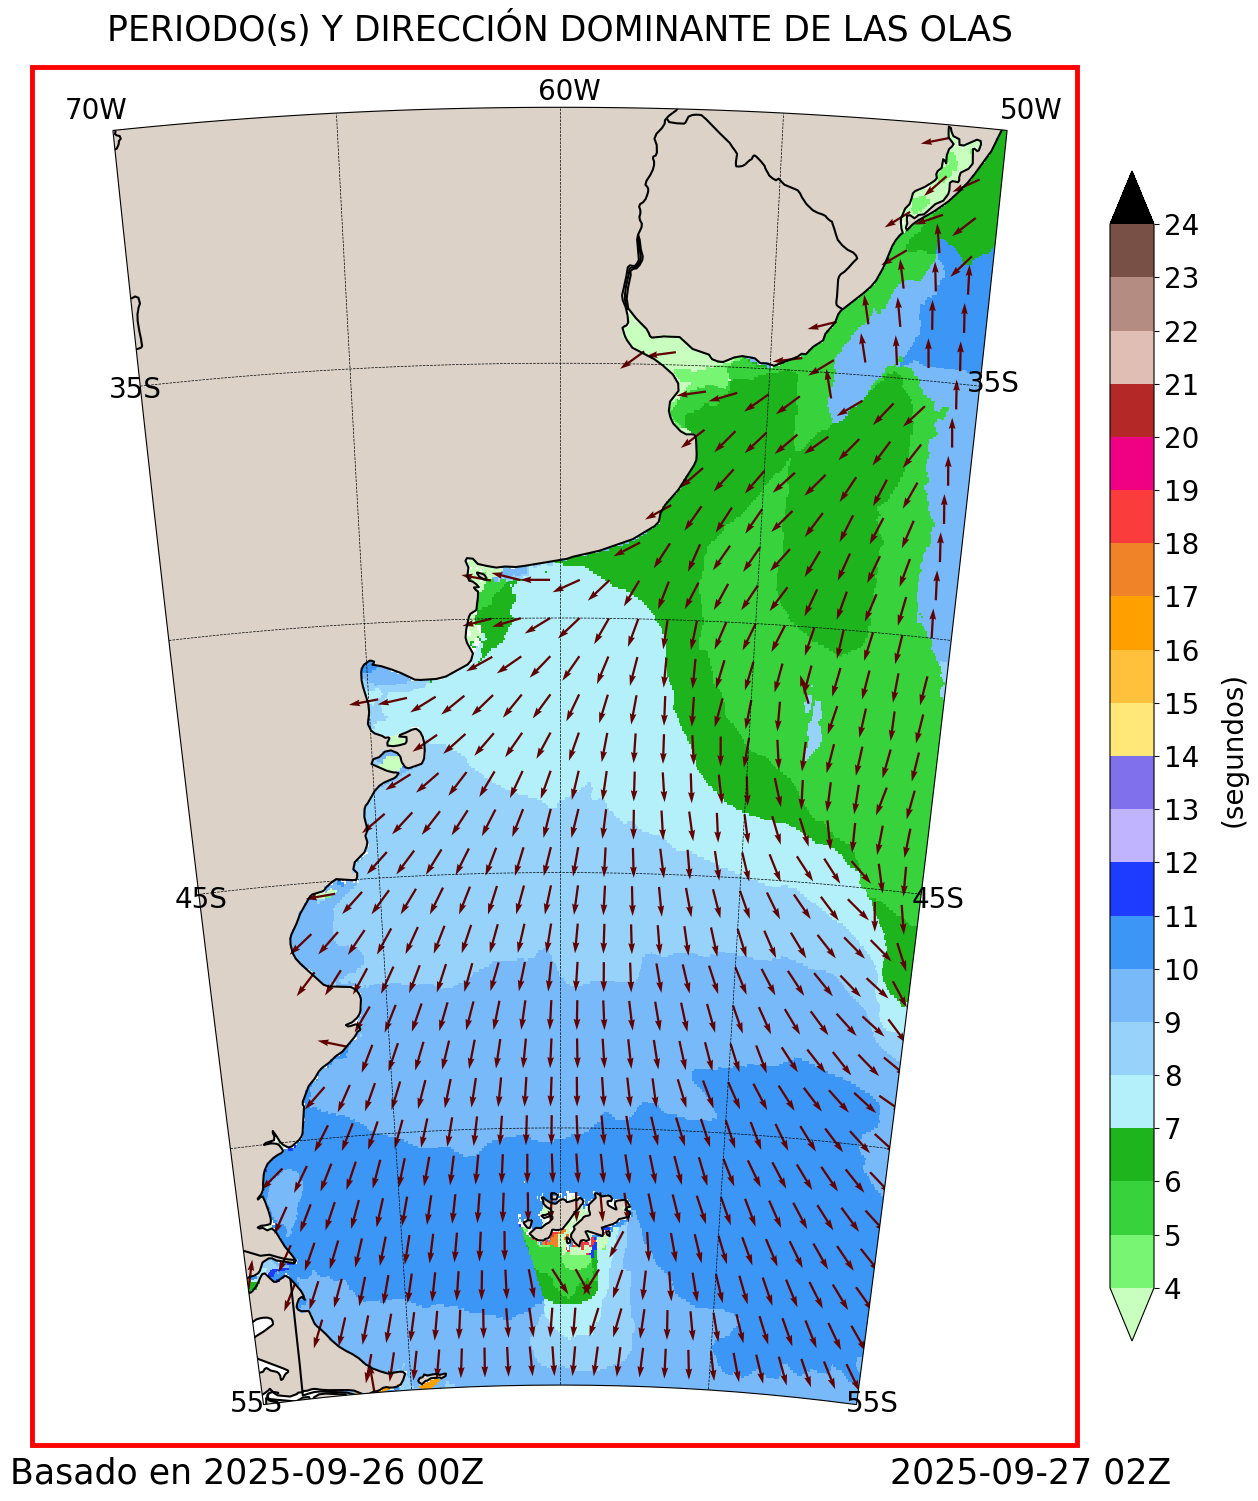 PERIODO(s) Y DIRECCIÓN DOMINANTE DE LAS OLAS
70W
60W
50W
35S
35S
45S
45S
55S
55S
24
23
22
21
20
19
18
17
16
15
14
13
12
11
10
9
8
7
6
5
4
(segundos)
Basado en 2025-09-26 00Z
2025-09-27 02Z